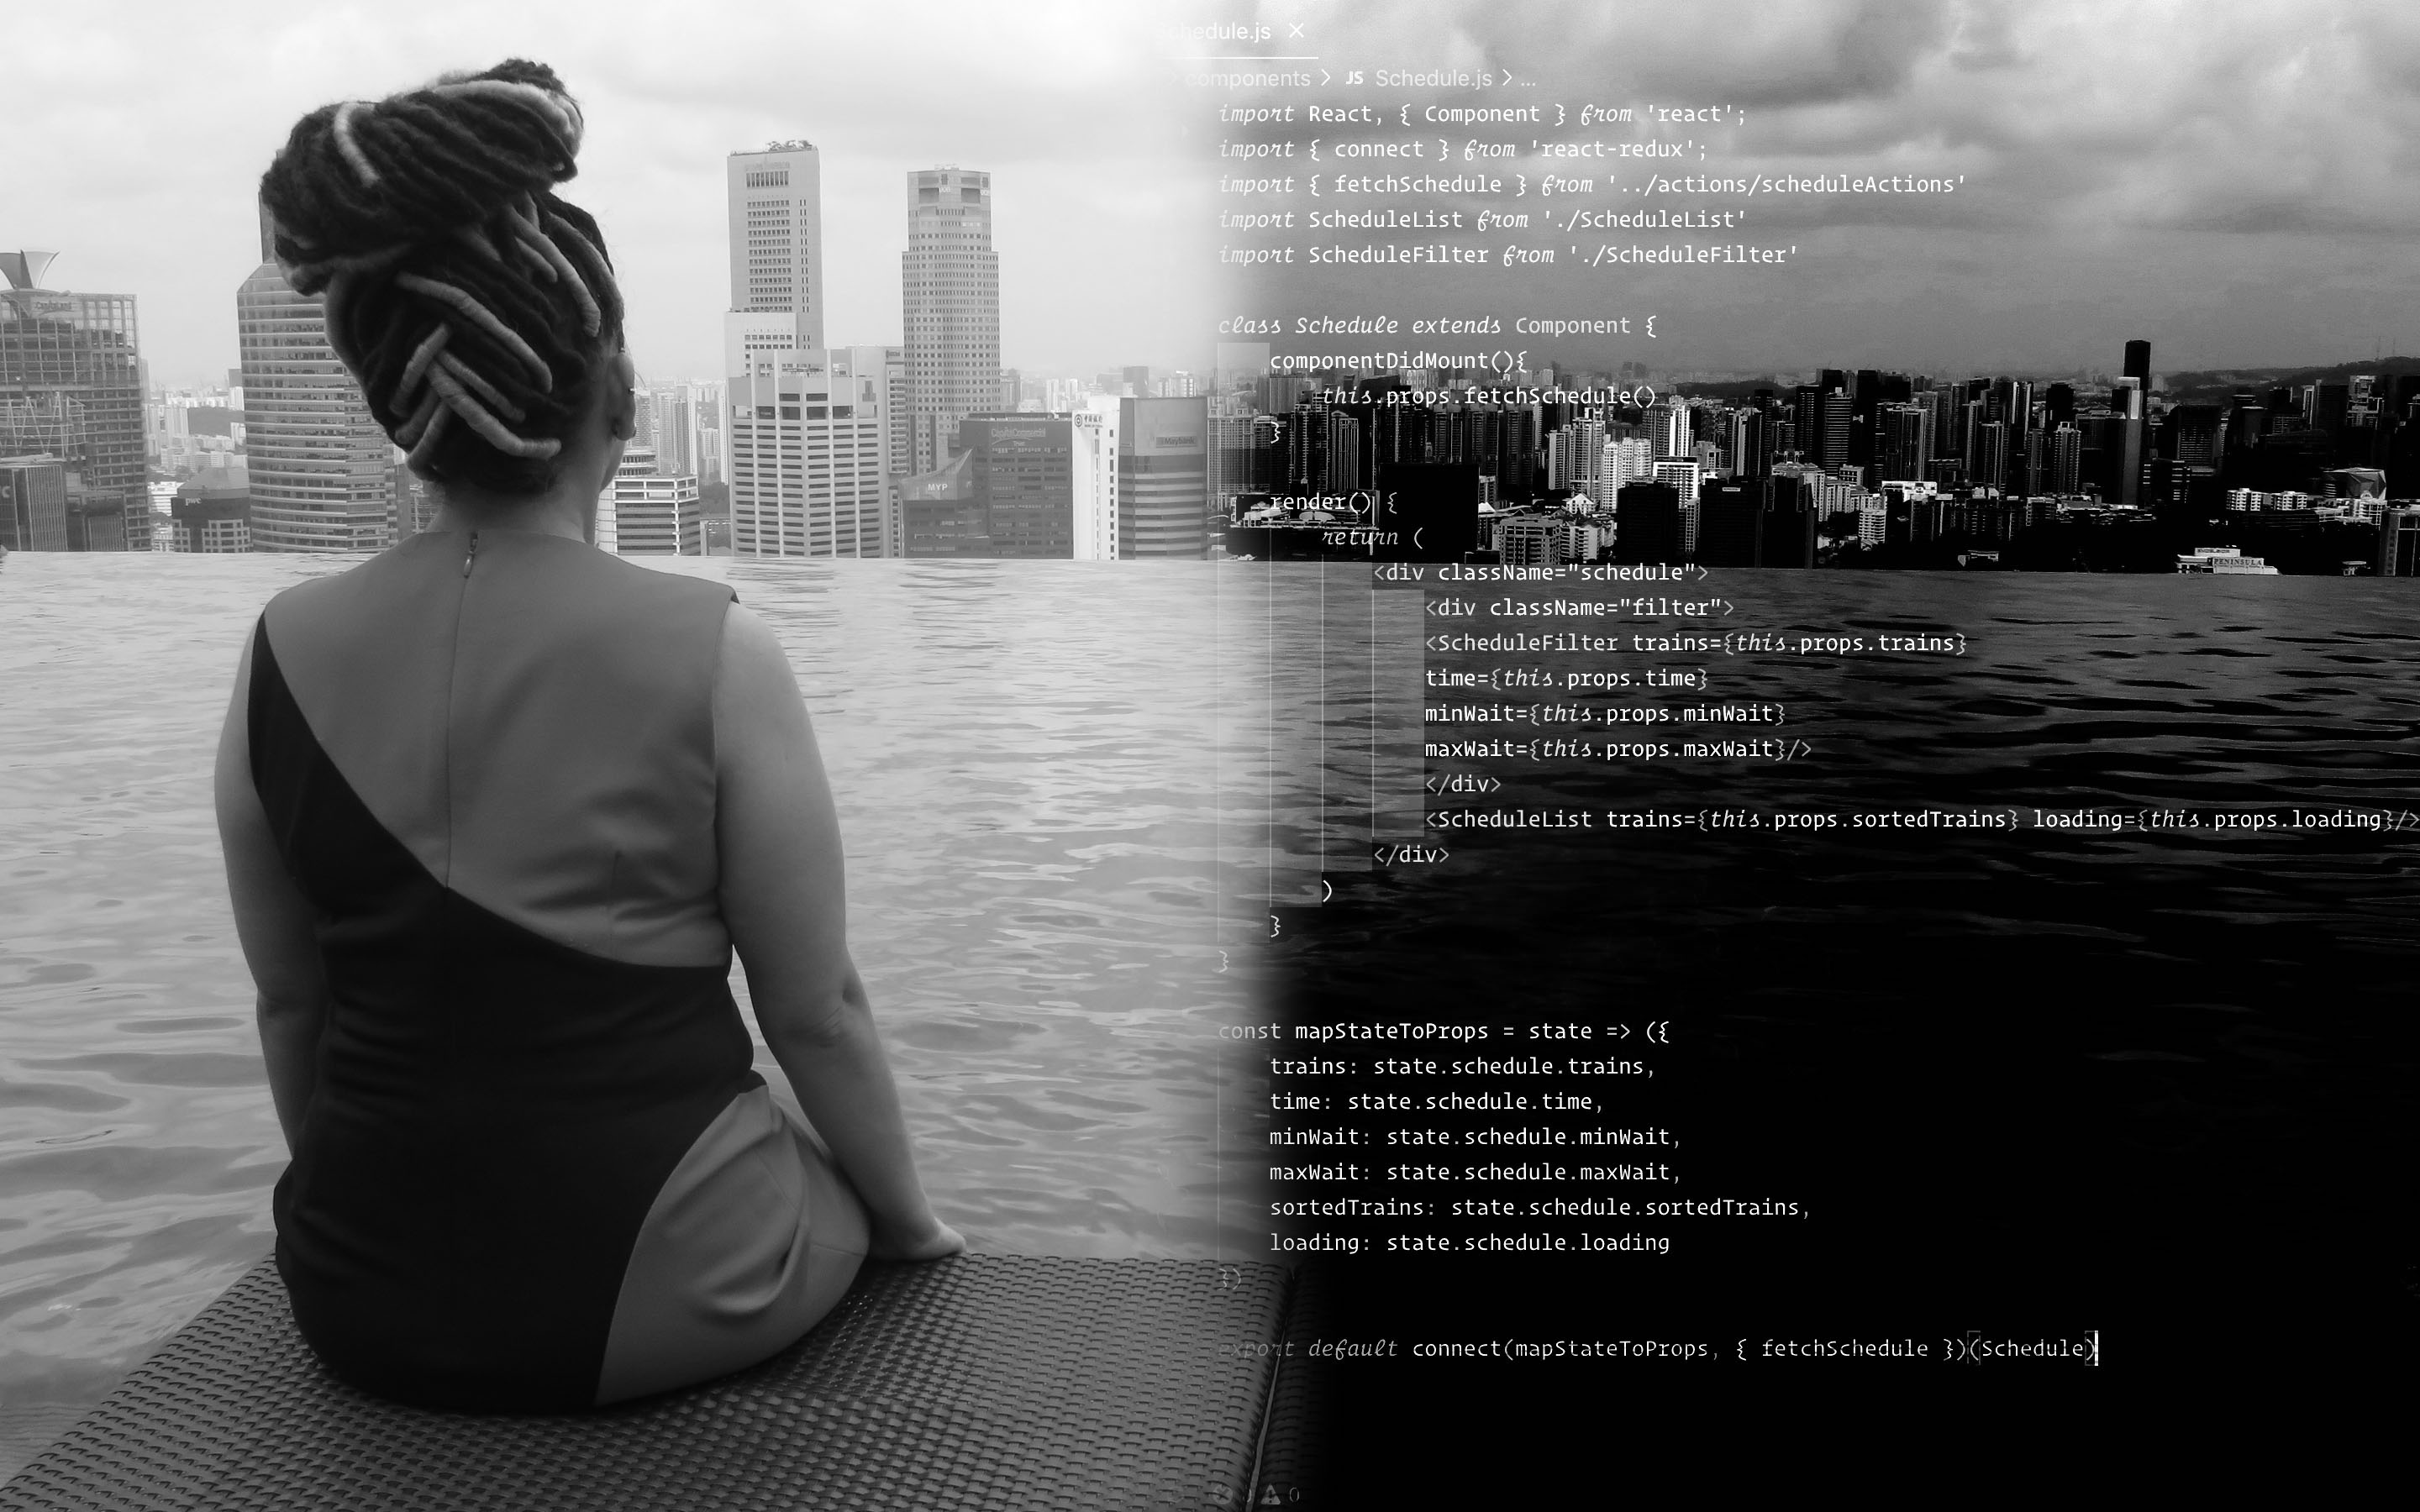 chedule.js ×
components > JS Schedule.js > ...
import React, { Component } from 'react';
import { connect } from 'react-redux';
import { fetchSchedule } from '../actions/scheduleActions'
import ScheduleList from './ScheduleList'
import ScheduleFilter from './ScheduleFilter'
class Schedule extends Component {
componentDidMount(){
this.props.fetchSchedule()
}
render() {
return (
<div className="schedule">
<div className="filter">
<ScheduleFilter trains={this.props.trains}
time={this.props.time}
minWait={this.props.minWait}
maxWait={this.props.maxWait}/>
</div>
<ScheduleList trains={this.props.sortedTrains} loading={this.props.loading}/>
</div>
)
}
}
const mapStateToProps = state => ({
trains: state.schedule.trains,
time: state.schedule.time,
minWait: state.schedule.minWait,
maxWait: state.schedule.maxWait,
sortedTrains: state.schedule.sortedTrains,
loading: state.schedule.loading
})
export default connect(mapStateToProps, { fetchSchedule })(Schedule)
MYP
Maybank
pwc
PENINSULA
0